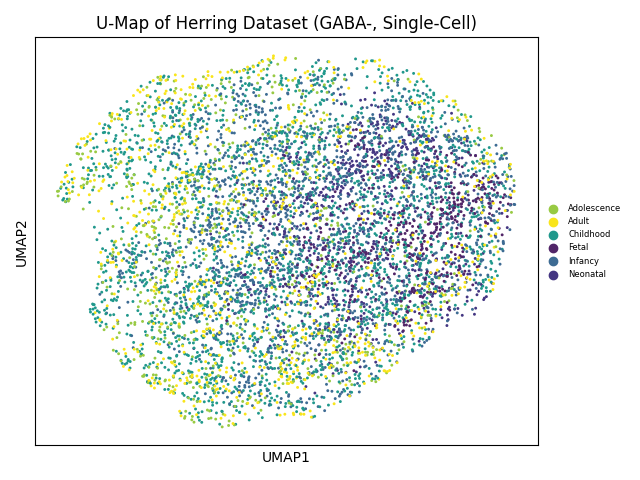 U-Map of Herring Dataset (GABA-, Single-Cell)
UMAP2
Adolescence
Adult
Childhood
Fetal
Infancy
Neonatal
UMAP1